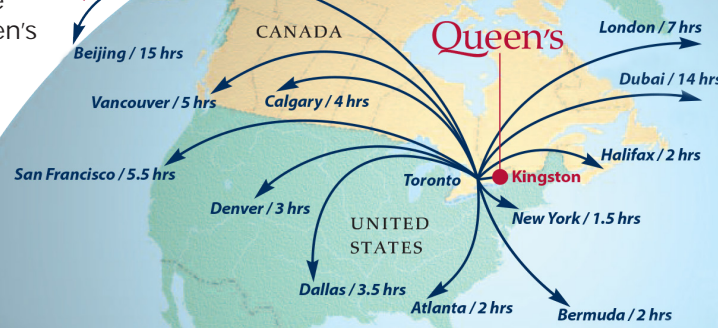 en's
Beijing / 15 hrs
CANADA
Queen's
London / 7 hrs
Dubai / 14 hrs
Vancouver / 5 hrs
Calgary / 4 hrs
San Francisco / 5.5 hrs
Toronto
Kingston
Halifax / 2 hrs
Denver / 3 hrs
New York / 1.5 hrs
UNITED
STATES
Dallas / 3.5 hrs
Atlanta / 2 hrs
Bermuda / 2 hrs